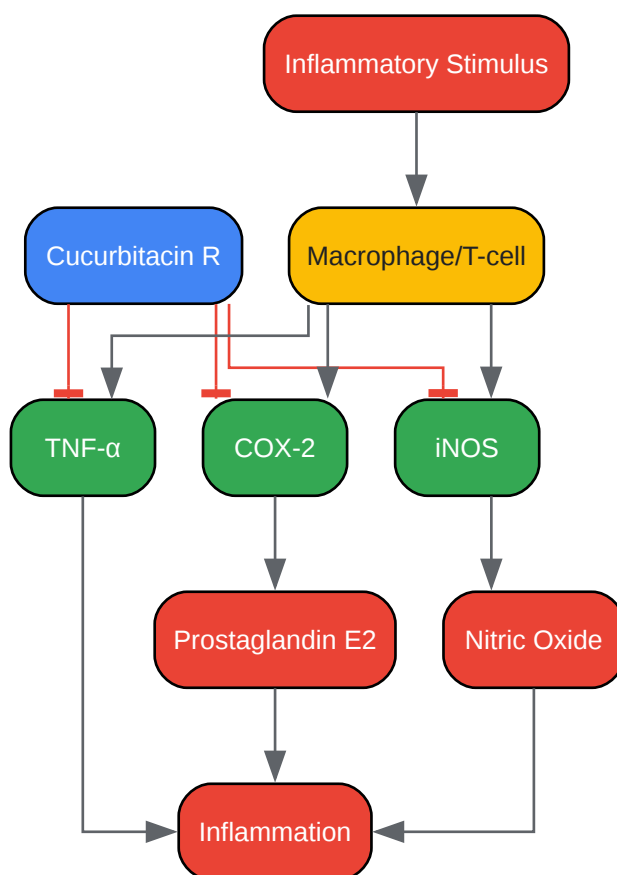 Inflammatory Stimulus
Cucurbitacin R
Macrophage/T-cell
TNF-α
COX-2
iNOS
Prostaglandin E2
Nitric Oxide
Inflammation